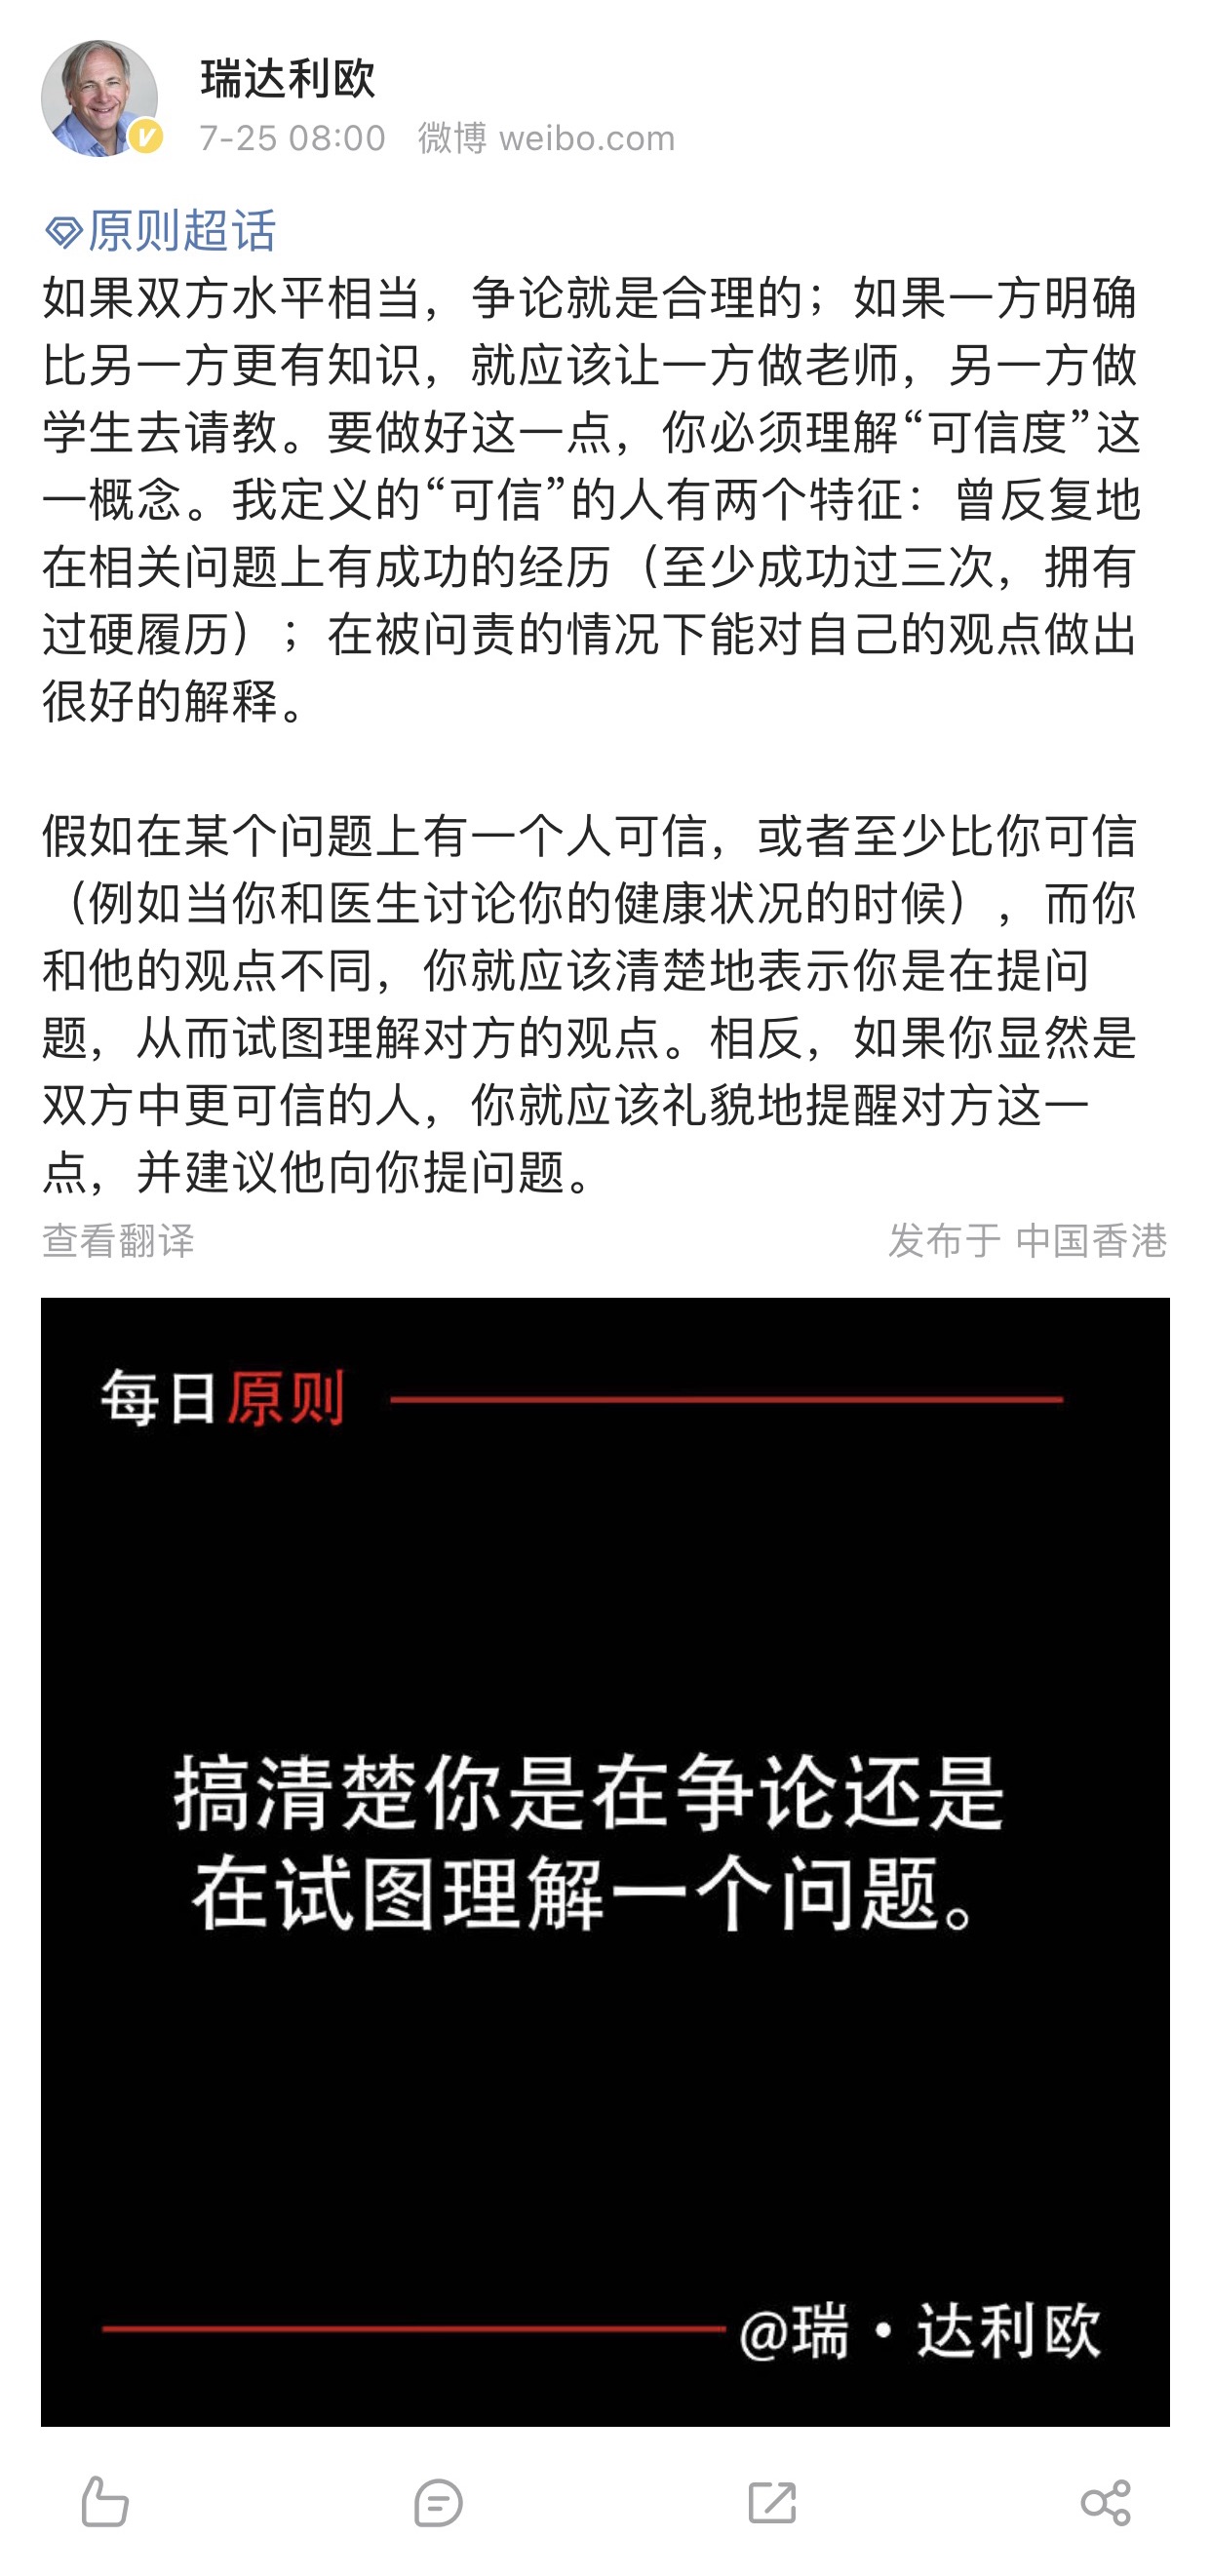 瑞达利欧
7-25 08:00 微博 weibo.com
原则超话
如果双方水平相当，争论就是合理的；如果一方明确
比另一方更有知识，就应该让一方做老师，另一方做
学生去请教。要做好这一点，你必须理解“可信度”这
一概念。我定义的“可信”的人有两个特征：曾反复地
在相关问题上有成功的经历（至少成功过三次，拥有
过硬履历）；在被问责的情况下能对自己的观点做出
很好的解释。
假如在某个问题上有一个人可信，或者至少比你可信
（例如当你和医生讨论你的健康状况的时候），而你
和他的观点不同，你就应该清楚地表示你是在提问
题，从而试图理解对方的观点。相反，如果你显然是
双方中更可信的人，你就应该礼貌地提醒对方这一
点，并建议他向你提问题。
查看翻译 发布于 中国香港
每日原则
搞清楚你是在争论还是
在试图理解一个问题。
@瑞·达利欧